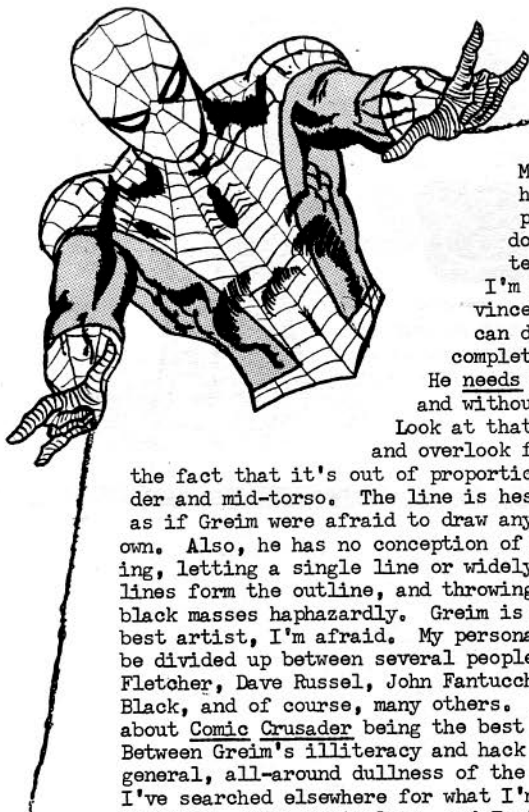 M
h
p
do
te
I'm
vince
can d
complet
He needs
and withou
Look at that
and overlook f
the fact that it's out of proportio
der and mid-torso. The line is hes
as if Greim were afraid to draw any
own. Also, he has no conception of
ing, letting a single line or widely
lines form the outline, and throwing
black masses haphazardly. Greim is
best artist, I'm afraid. My persona
be divided up between several people
Fletcher, Dave Russel, John Fantucch
Black, and of course, many others.
about Comic Crusader being the best
Between Greim's illiteracy and hack
general, all-around dullness of the
I've searched elsewhere for what I'm